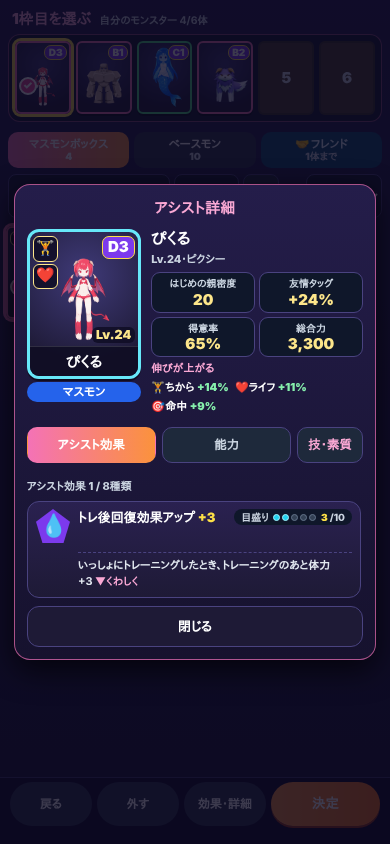 1枠目を選ぶ 自分のモンスター 4/6体
D3 B1 C1 B2 5 6
マスモンボックス ベースモン フレンド
4 10 1体まで
アシスト詳細
D3
Lv.24
ぴくる
マスモン
ぴくる
Lv.24・ピクシー
はじめの親密度 友情タッグ
20 +24%
得意率 総合力
65% 3,300
伸びが上がる
ちから +14% ライフ +11%
命中 +9%
アシスト効果 能力 技・素質
アシスト効果 1 / 8種類
トレ後回復効果アップ +3 目盛り 3 /10
いっしょにトレーニングしたとき、トレーニングのあと体力
+3 ▼くわしく
閉じる
戻る 外す 効果・詳細 決定